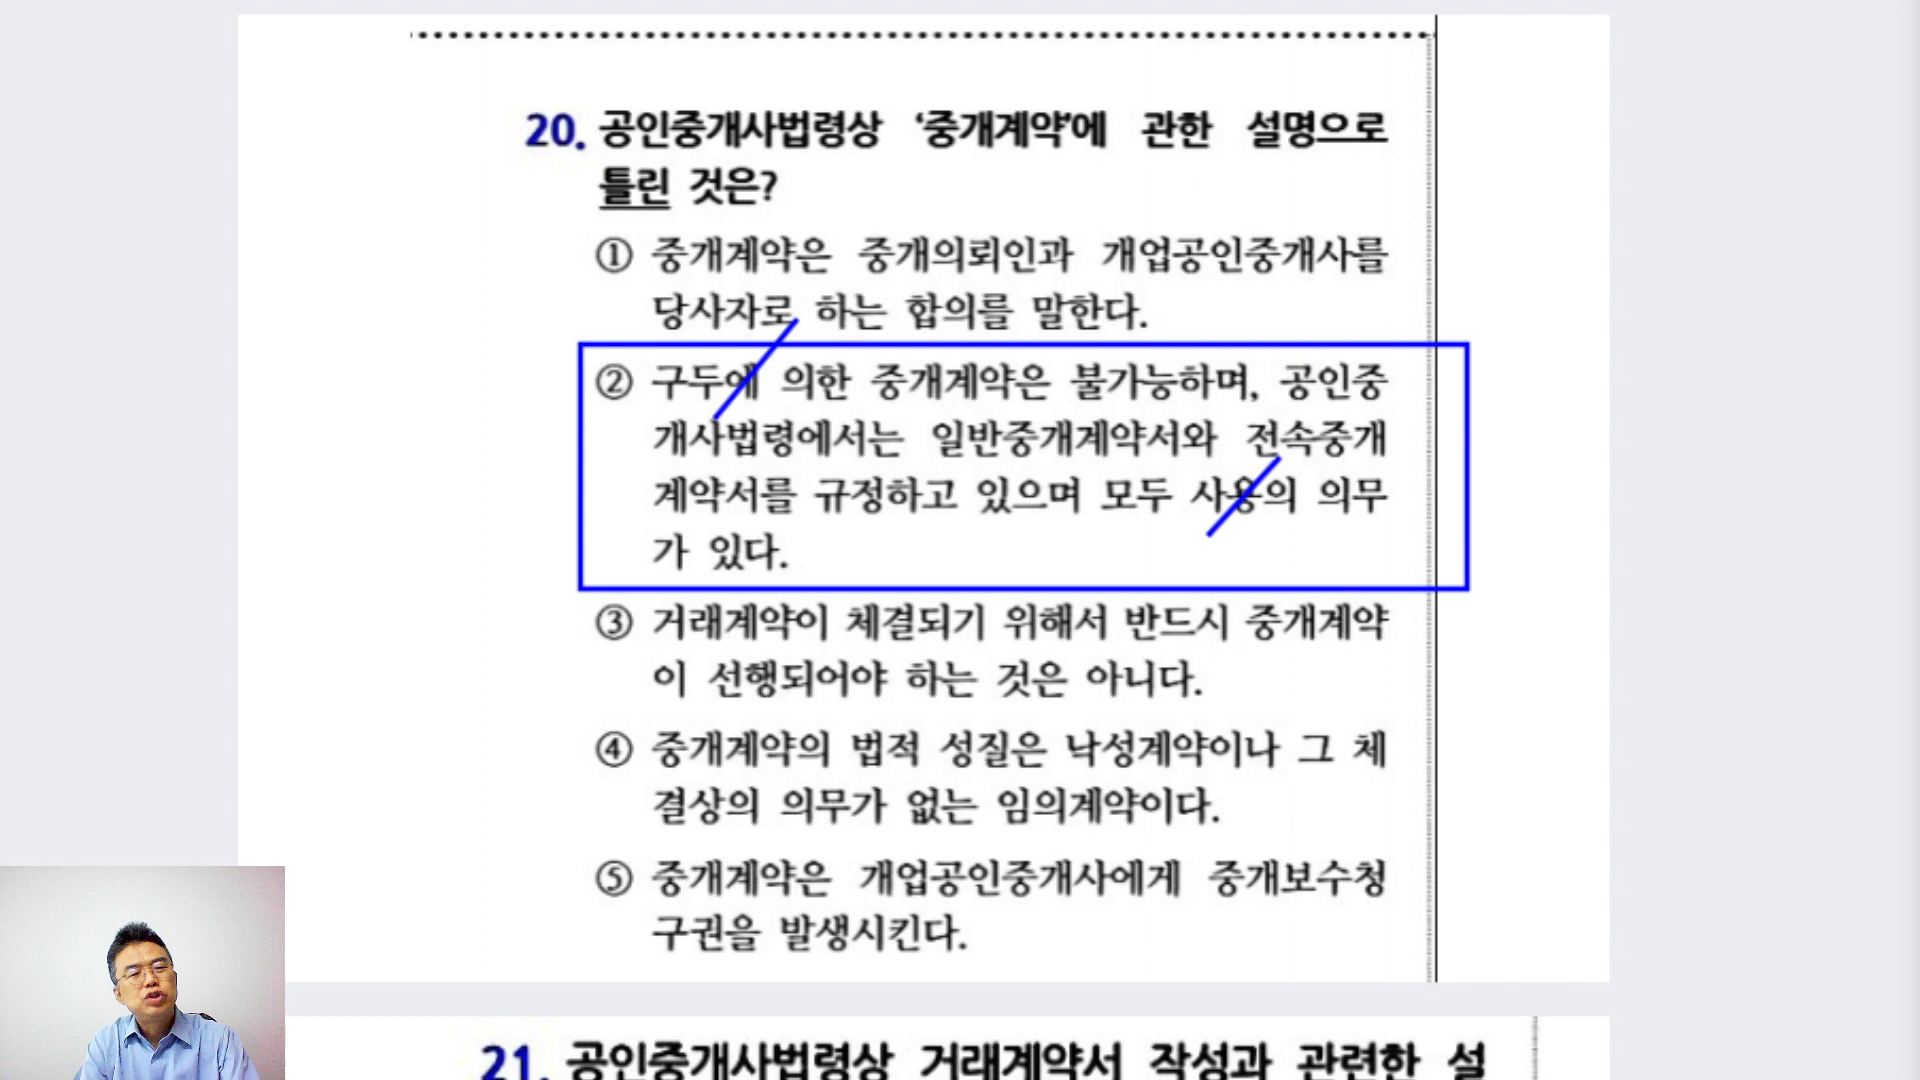 20. 공인중개사법령상 ‘중개계약’에 관한 설명으로
틀린 것은?
① 중개계약은 중개의뢰인과 개업공인중개사를
당사자로 하는 합의를 말한다.
② 구두에 의한 중개계약은 불가능하며, 공인중
개사법령에서는 일반중개계약서와 전속중개
계약서를 규정하고 있으며 모두 사용의 의무
가 있다.
③ 거래계약이 체결되기 위해서 반드시 중개계약
이 선행되어야 하는 것은 아니다.
④ 중개계약의 법적 성질은 낙성계약이나 그 체
결상의 의무가 없는 임의계약이다.
⑤ 중개계약은 개업공인중개사에게 중개보수청
구권을 발생시킨다.
21. 공인중개사법령상 거래계약서 작성과 관련한 설